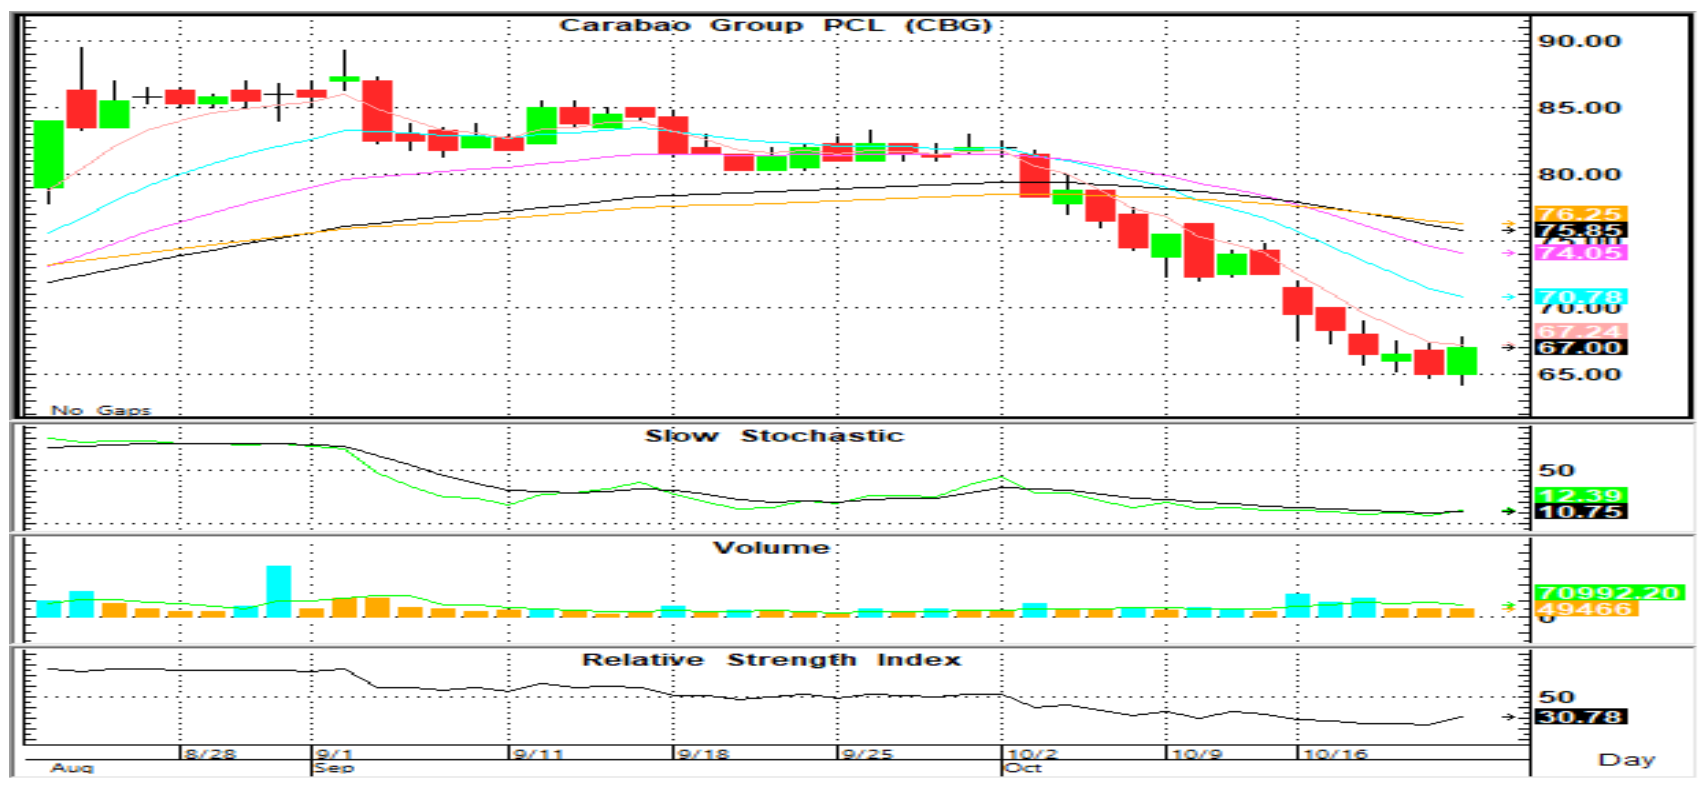 Carabao Group PCL (CBG)
90.00
85.00
80.00
76.25
75.85
75.00
74.05
70.78
70.00
67.24
67.00
65.00
No Gaps
Slow Stochastic
50
12.39
10.75
Volume
70992.20
49466
0
Relative Strength Index
50
30.78
8/28 9/1 9/11 9/18 9/25 10/2 10/9 10/16
Aug Sep Oct Day